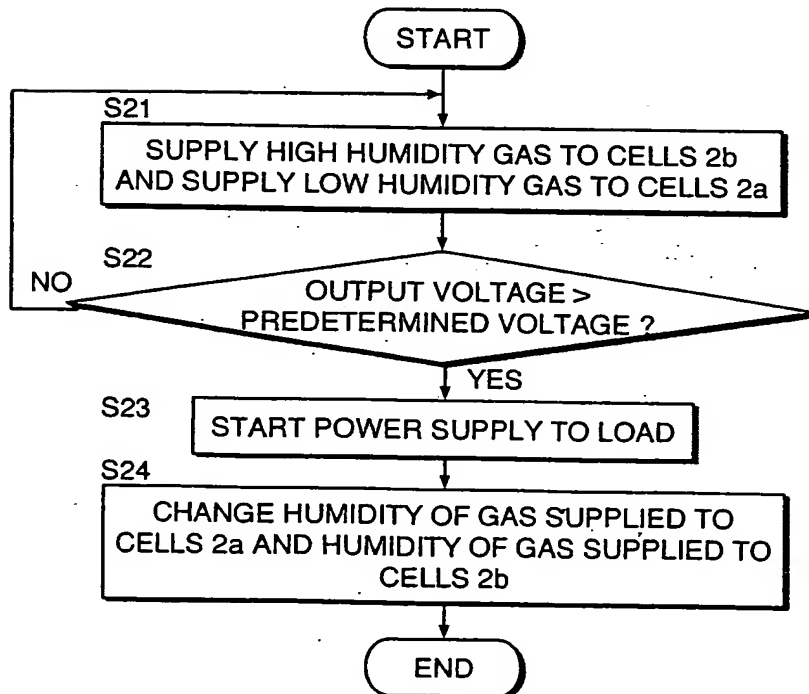 START
S21
SUPPLY HIGH HUMIDITY GAS TO CELLS 2b
AND SUPPLY LOW HUMIDITY GAS TO CELLS 2a
S22
NO
OUTPUT VOLTAGE >
PREDETERMINED VOLTAGE ?
YES
S23
START POWER SUPPLY TO LOAD
S24
CHANGE HUMIDITY OF GAS SUPPLIED TO
CELLS 2a AND HUMIDITY OF GAS SUPPLIED TO
CELLS 2b
END